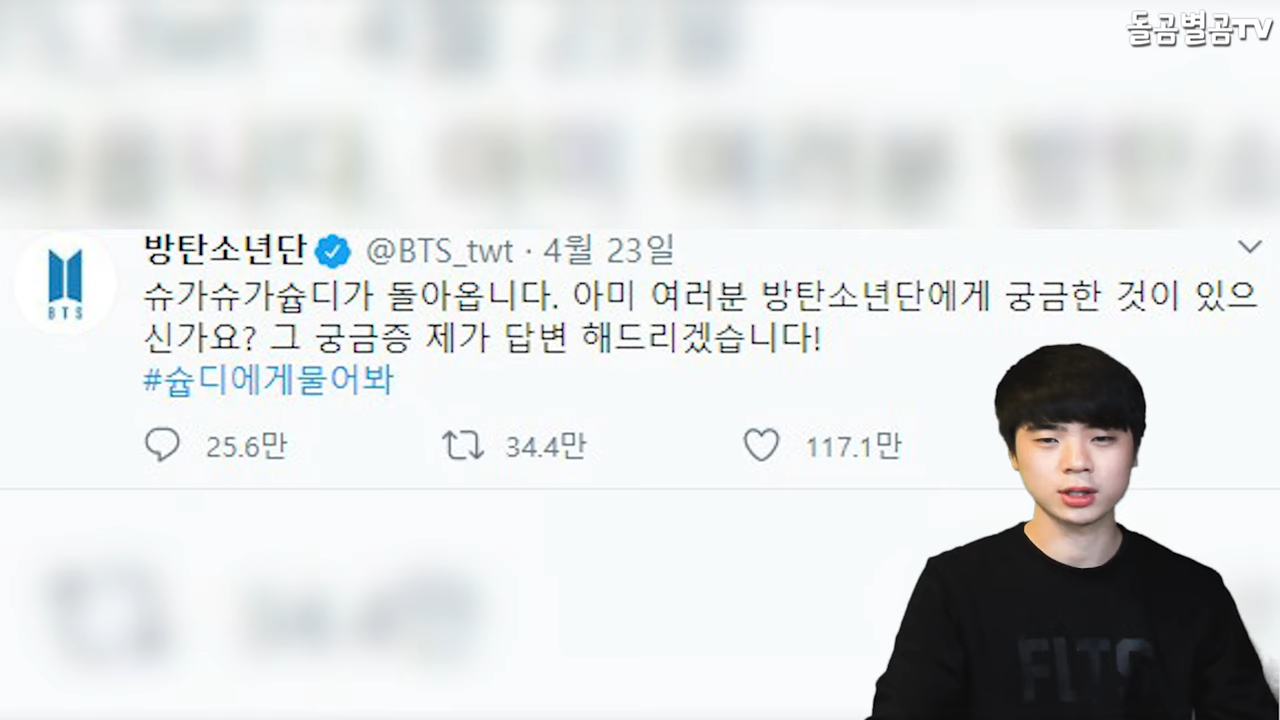 돌곰별곰TV
방탄소년단 @BTS_twt · 4월 23일
슈가슈가슙디가 돌아옵니다. 아미 여러분 방탄소년단에게 궁금한 것이 있으
신가요? 그 궁금증 제가 답변 해드리겠습니다!
#슙디에게물어봐
BTS
25.6만 34.4만 117.1만
FLTS